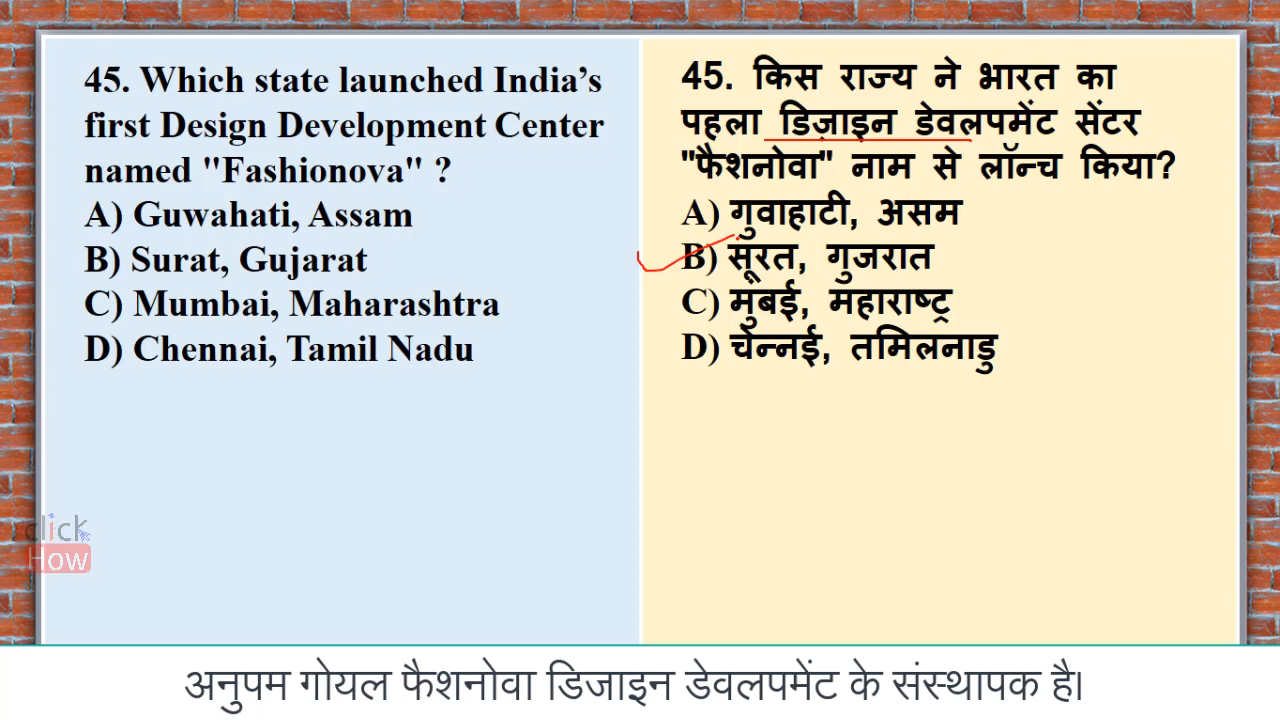 45. Which state launched India’s
first Design Development Center
named "Fashionova" ?
A) Guwahati, Assam
B) Surat, Gujarat
C) Mumbai, Maharashtra
D) Chennai, Tamil Nadu
45. किस राज्य ने भारत का
पहला डिज़ाइन डेवलपमेंट सेंटर
"फैशनोवा" नाम से लॉन्च किया?
A) गुवाहाटी, असम
B) सूरत, गुजरात
C) मुंबई, महाराष्ट्र
D) चेन्नई, तमिलनाडु
click
How
अनुपम गोयल फैशनोवा डिजाइन डेवलपमेंट के संस्थापक है।